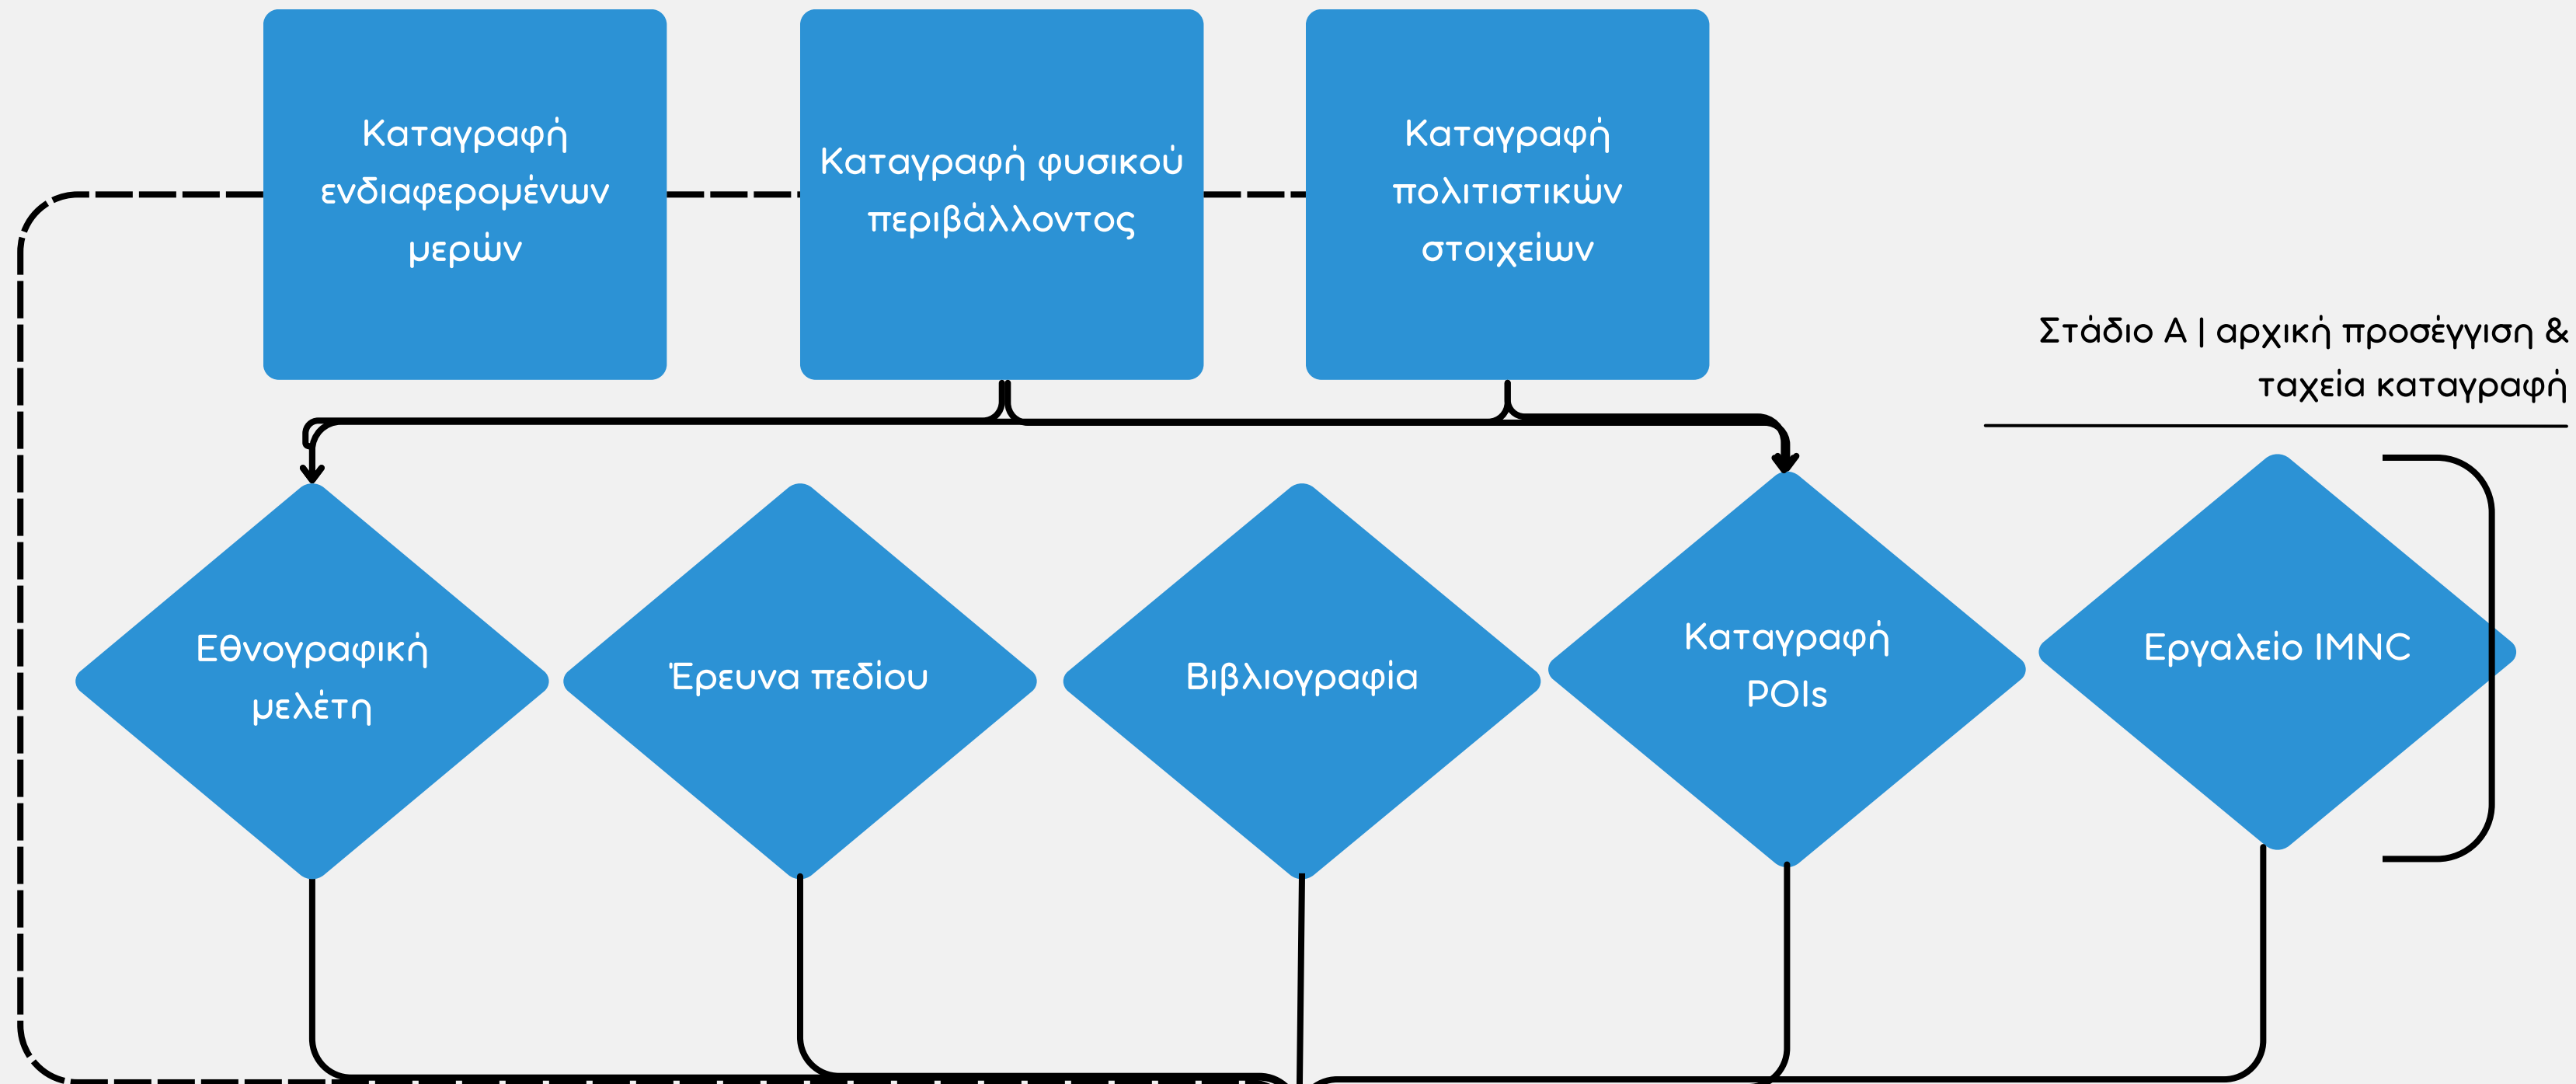 Καταγραφή
ενδιαφερομένων
μερών
Καταγραφή φυσικού
περιβάλλοντος
Καταγραφή
πολιτιστικών
στοιχείων
Στάδιο Α | αρχική προσέγγιση &
ταχεία καταγραφή
Εθνογραφική
μελέτη
Έρευνα πεδίου
Βιβλιογραφία
Καταγραφή
POIs
Εργαλείο IMNC